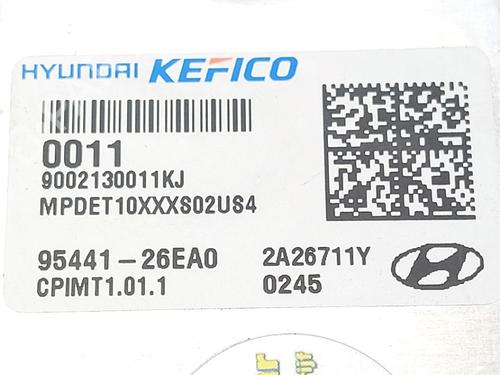 HYUNDAI KEFICO
0011
9002130011KJ
MPDET10XXXS02US4
95441-26EA0 2A26711Y
CPIMT1.01.1 0245